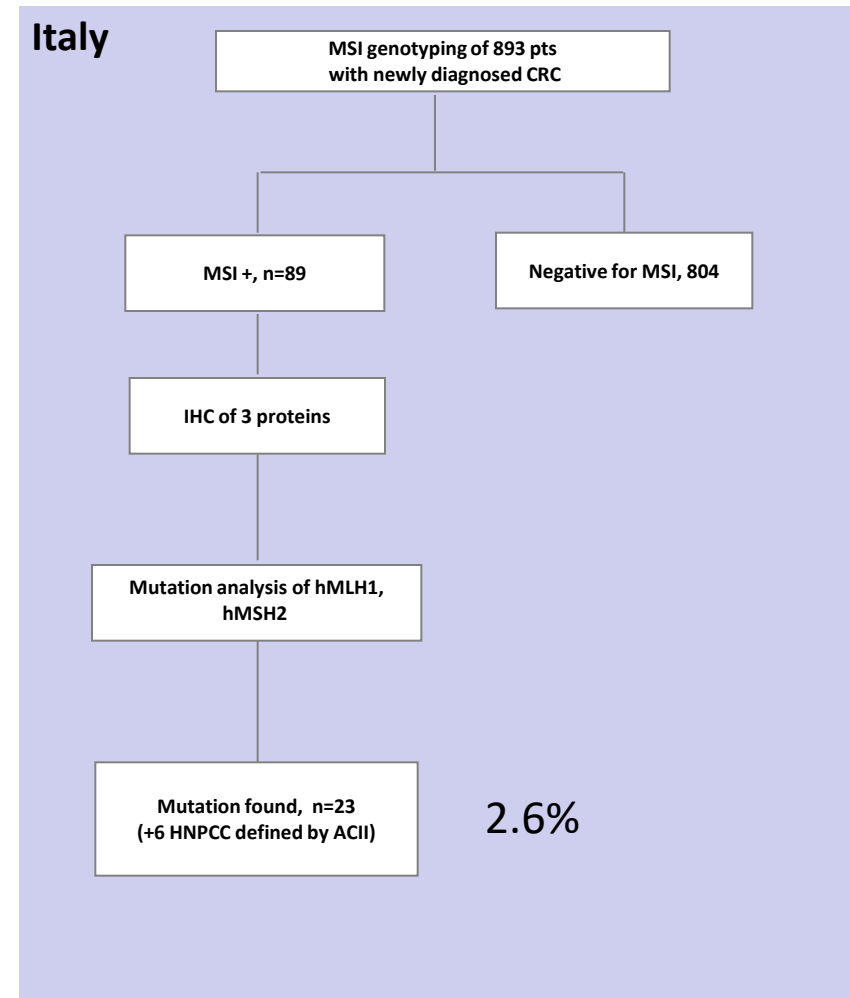 Italy
MSI genotyping of 893 pts
with newly diagnosed CRC
MSI +, n=89
Negative for MSI, 804
IHC of 3 proteins
Mutation analysis of hMLH1,
hMSH2
Mutation found, n=23
(+6 HNPCC defined by ACII)
2.6%